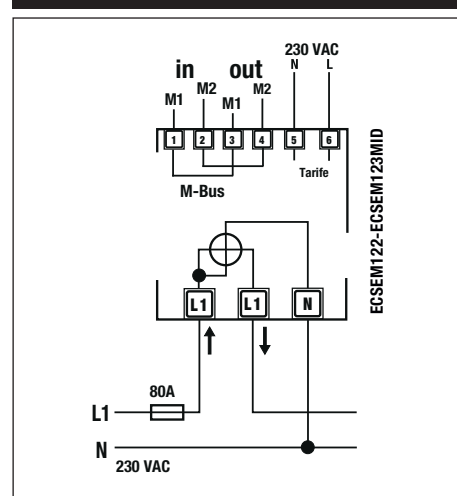 in out
230 VAC
N L
M1 M2 M1 M2
1 2 3 4 5 6
Tarife
M-Bus
ECSEM122-ECSEM123MID
L1 L1 N
80A
L1
N
230 VAC